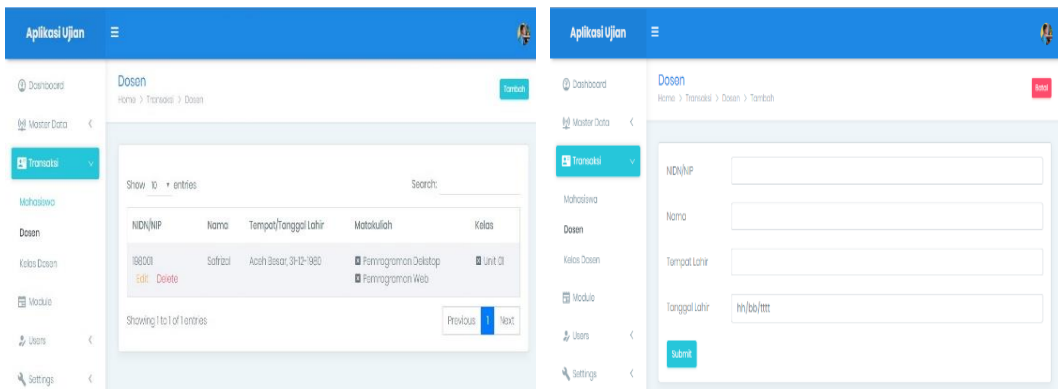 Aplikasi Ujian
Dashboard
Master Data
Transaksi
Mahasiswa
Dosen
Kelas Dosen
Module
Users
Settings
Dosen
Home > Transaksi > Dosen
Tambah
Show 10 entries
Search:
NIDN/NIP Nama Tempat/Tanggal Lahir Matakuliah Kelas
198001 Safrizal Aceh Besar, 31-12-1980 Pemrograman Dekstop Unit 01
Edit Delete Pemrograman Web
Showing 1 to 1 of 1 entries
Previous 1 Next
Aplikasi Ujian
Dashboard
Master Data
Transaksi
Mahasiswa
Dosen
Kelas Dosen
Module
Users
Settings
Dosen
Home > Transaksi > Dosen > Tambah
Batal
NIDN/NIP
Nama
Tempat Lahir
Tanggal Lahir hh/bb/tttt
Submit